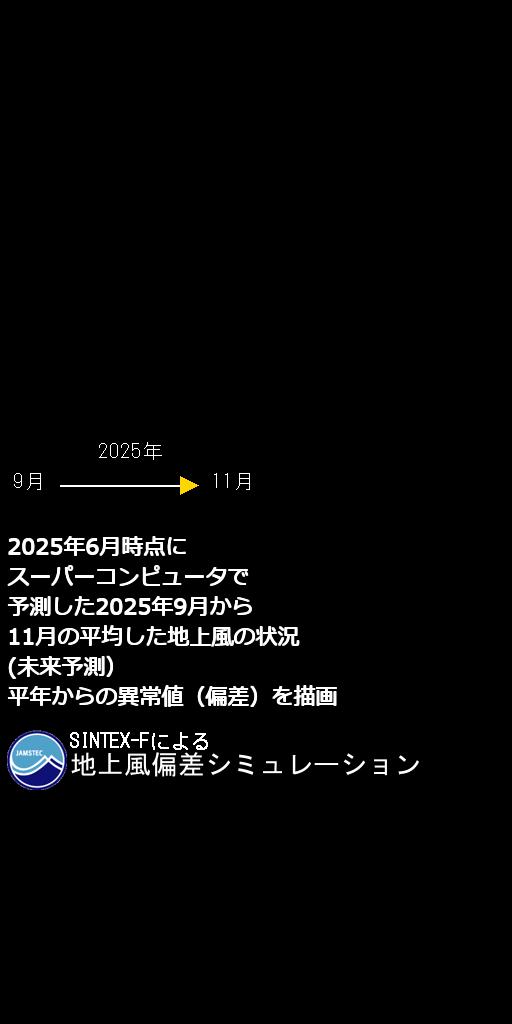 2025年
9月 11月
2025年6月時点に
スーパーコンピュータで
予測した2025年9月から
11月の平均した地上風の状況
(未来予測)
平年からの異常値（偏差）を描画
JAMSTEC
SINTEX-Fによる
地上風偏差シミュレーション